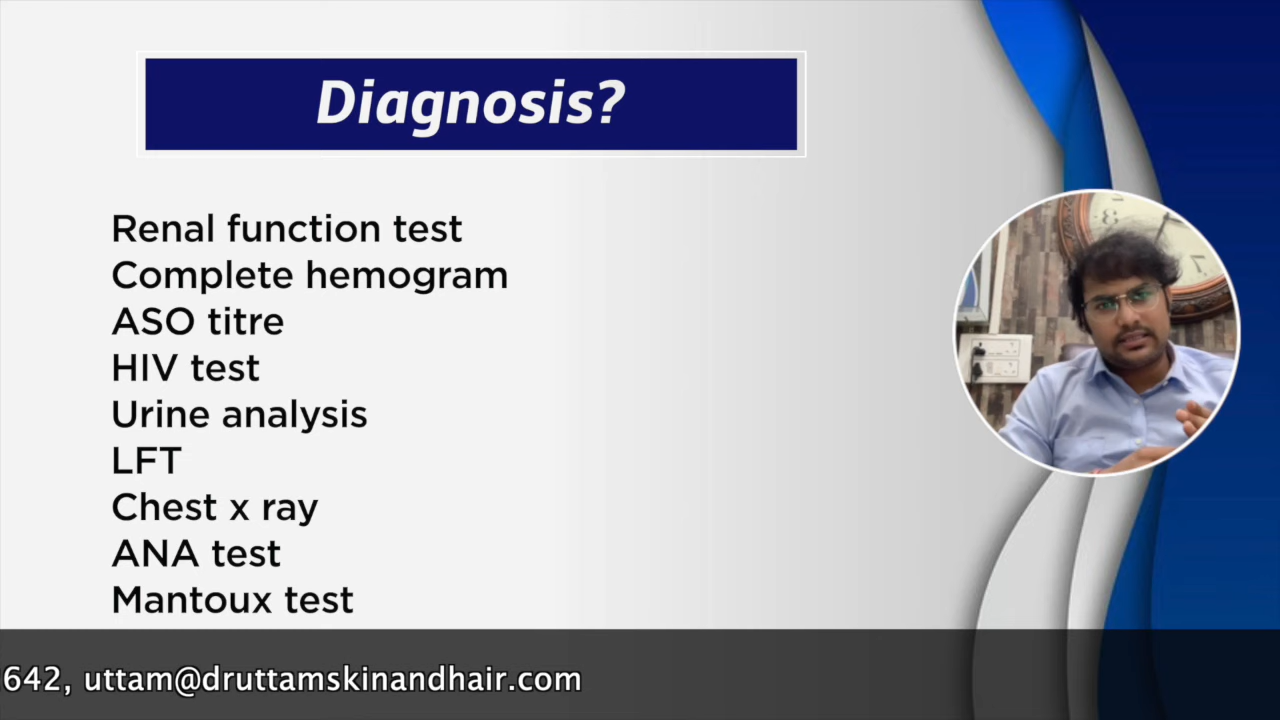 Diagnosis?
Renal function test
Complete hemogram
ASO titre
HIV test
Urine analysis
LFT
Chest x ray
ANA test
Mantoux test
642, uttam@druttamskinandhair.com